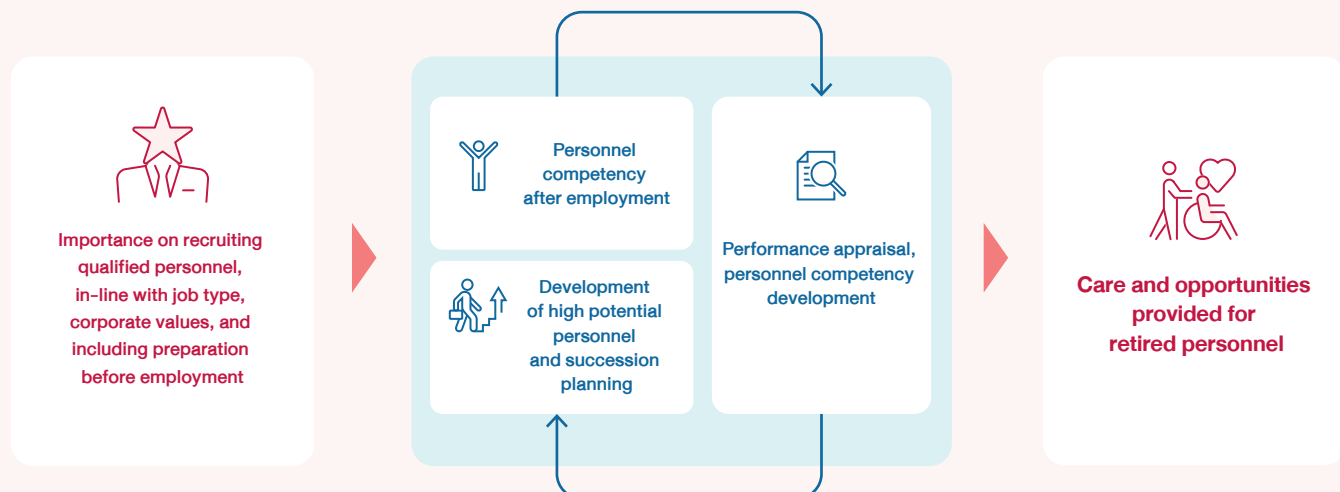 Importance on recruiting
qualified personnel,
in-line with job type,
corporate values, and
including preparation
before employment
Personnel
competency
after employment
Development
of high potential
personnel
and succession
planning
Performance appraisal,
personnel competency
development
Care and opportunities
provided for
retired personnel